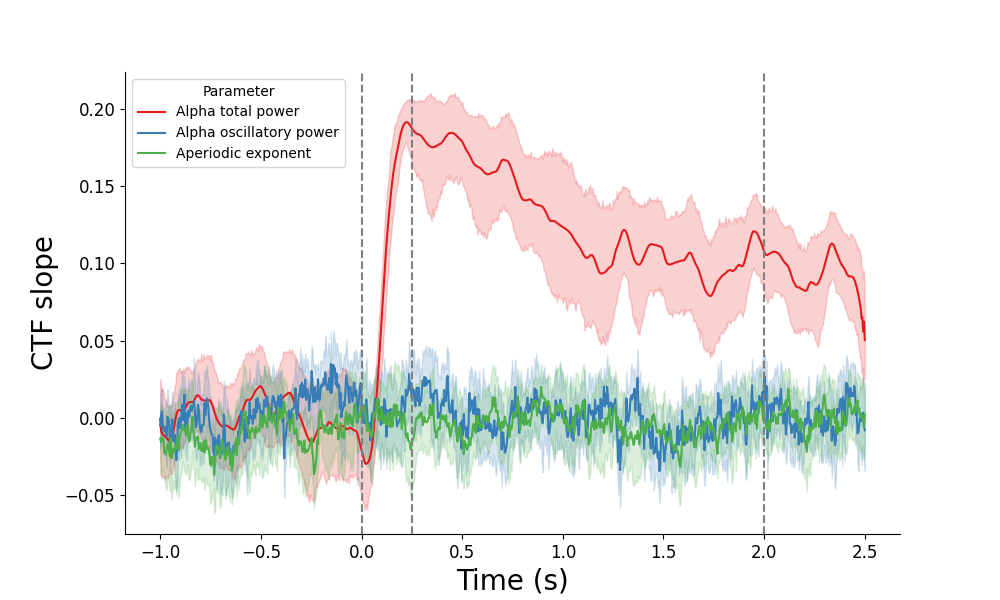 Parameter
Alpha total power
Alpha oscillatory power
Aperiodic exponent
CTF slope
0.20
0.15
0.10
0.05
0.00
−0.05
−1.0 −0.5 0.0 0.5 1.0 1.5 2.0 2.5
Time (s)